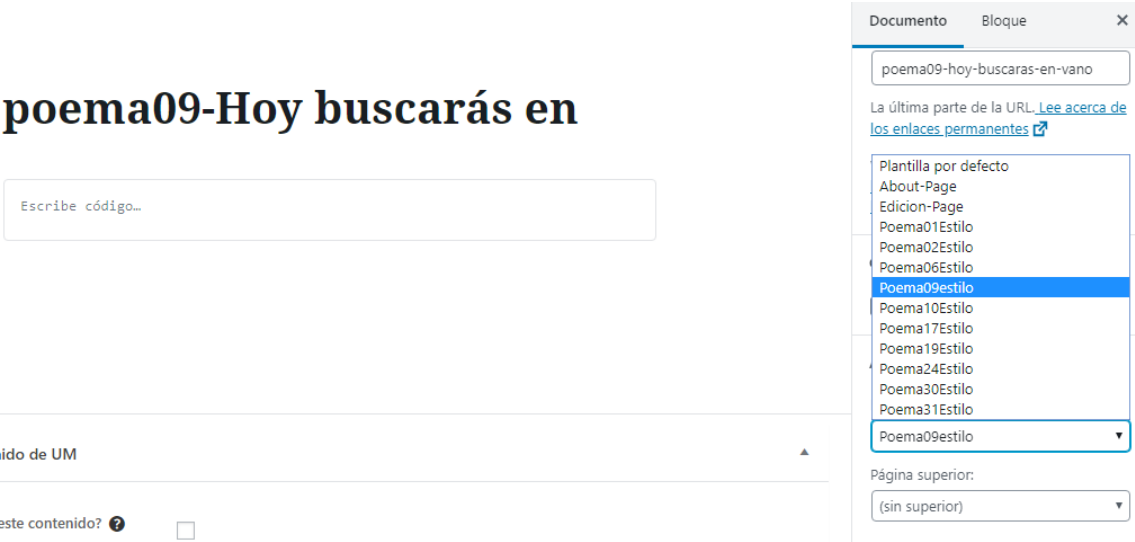 Documento Bloque ×
poema09-hoy-buscaras-en-vano
poema09-Hoy buscarás en
La última parte de la URL. Lee acerca de
los enlaces permanentes
Escribe código…
Plantilla por defecto
About-Page
Edicion-Page
Poema01Estilo
Poema02Estilo
Poema06Estilo
Poema09estilo
Poema10Estilo
Poema17Estilo
Poema19Estilo
Poema24Estilo
Poema30Estilo
Poema31Estilo
Poema09estilo
de UM
Página superior:
(sin superior)
este contenido?